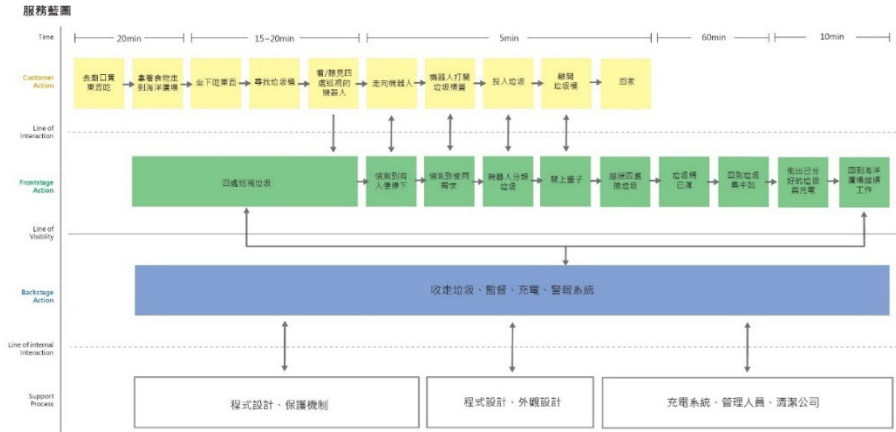 服務藍圖
Time
20min
15~20min
5min
60min
10min
Customer
Action
去廟口買
東西吃
拿著食物走
到海洋廣場
坐下吃東西
尋找垃圾桶
看/聽見四
處巡視的
機器人
走向機器人
機器人打開
垃圾桶蓋
投入垃圾
離開
垃圾桶
回家
Line of
Interaction
Frontstage
Action
四處巡視垃圾
偵測到有
人便停下
偵測到使用
需求
機器人分類
垃圾
關上蓋子
繼續四處
撿垃圾
垃圾桶
已滿
回到垃圾
集中站
倒出已分
好的垃圾
與充電
回到海洋
廣場繼續
工作
Line of
Visiblity
Backstage
Action
收走垃圾、監督、充電、警報系統
Line of internal
Interaction
Support
Process
程式設計、保護機制
程式設計、外觀設計
充電系統、管理人員、清潔公司